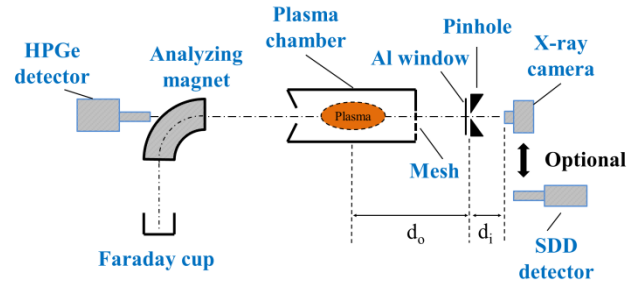 HPGe
detector
Analyzing
magnet
Plasma
chamber
Pinhole
Al window
X-ray
camera
Plasma
Mesh
Optional
Faraday cup
do
di
SDD
detector